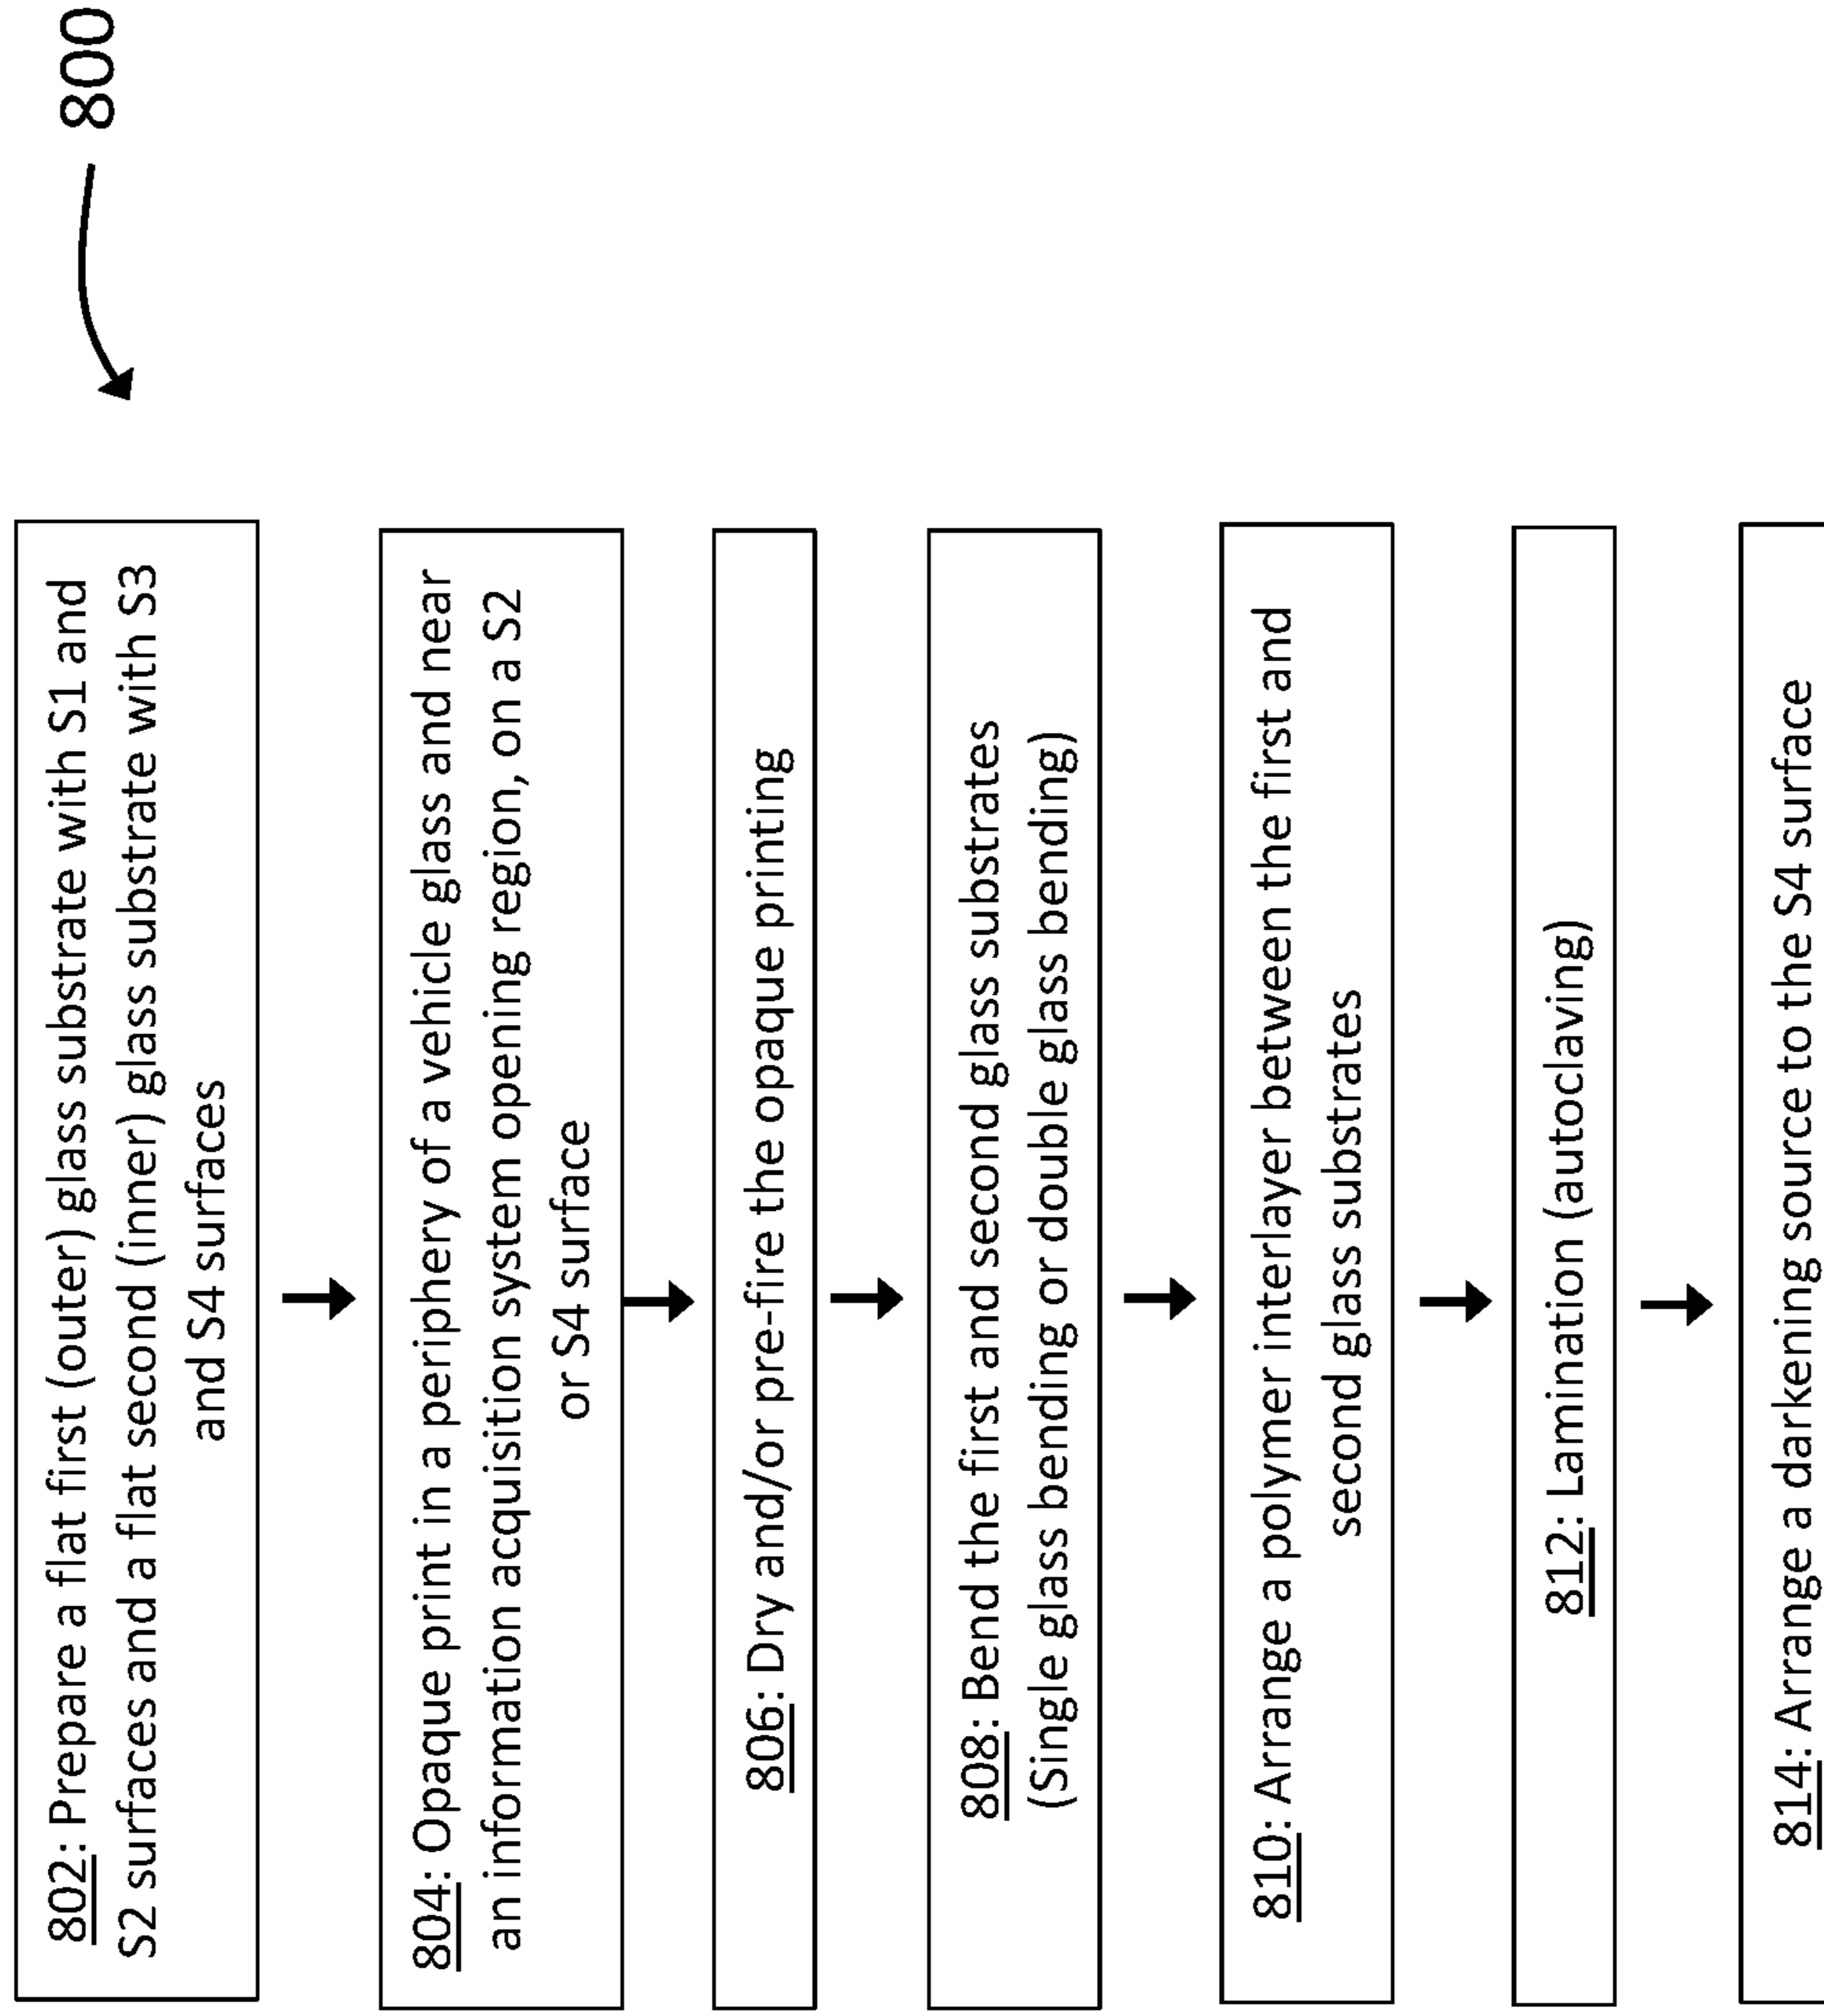 800
802: Prepare a flat first (outer) glass substrate with S1 and
S2 surfaces and a flat second (inner) glass substrate with S3
and S4 surfaces
804: Opaque print in a periphery of a vehicle glass and near
an information acquisition system opening region, on a S2
or S4 surface
806: Dry and/or pre-fire the opaque printing
808: Bend the first and second glass substrates
(Single glass bending or double glass bending)
810: Arrange a polymer interlayer between the first and
second glass substrates
812: Lamination (autoclaving)
814: Arrange a darkening source to the S4 surface